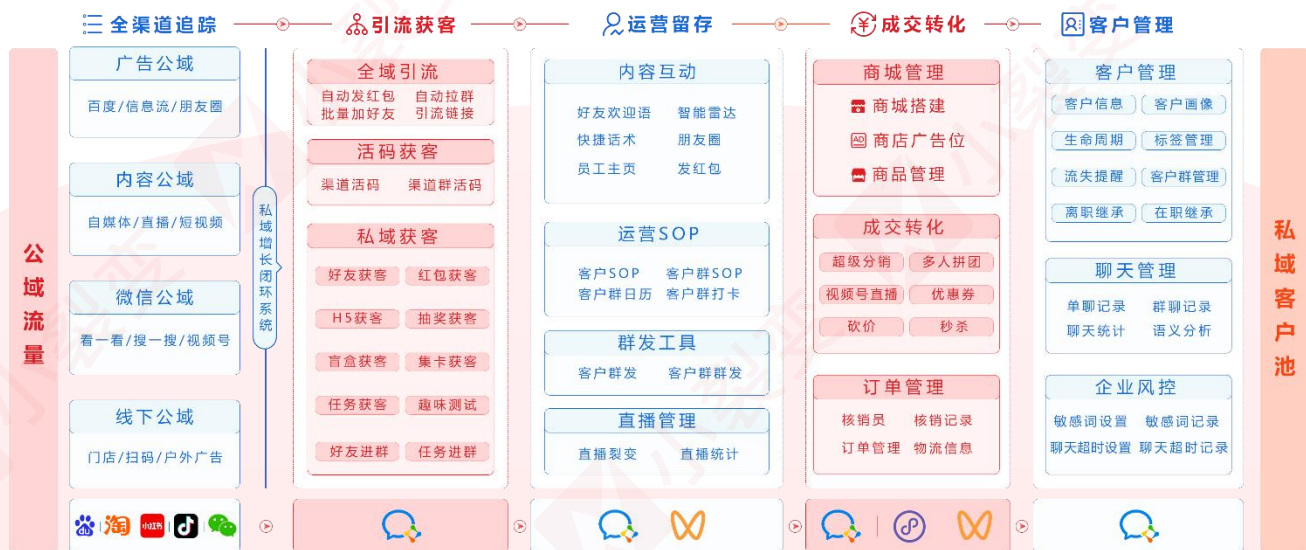 全渠道追踪
引流获客
运营留存
成交转化
客户管理
公域流量
广告公域
百度/信息流/朋友圈
内容公域
自媒体/直播/短视频
微信公域
看一看/搜一搜/视频号
线下公域
门店/扫码/户外广告
私域增长闭环系统
全域引流
自动发红包 自动拉群
批量加好友 引流链接
活码获客
渠道活码 渠道群活码
私域获客
好友获客 红包获客
H5获客 抽奖获客
盲盒获客 集卡获客
任务获客 趣味测试
好友进群 任务进群
内容互动
好友欢迎语 智能雷达
快捷话术 朋友圈
员工主页 发红包
运营SOP
客户SOP 客户群SOP
客户群日历 客户群打卡
群发工具
客户群发 客户群群发
直播管理
直播裂变 直播统计
商城管理
商城搭建
AD 商店广告位
商品管理
成交转化
超级分销 多人拼团
视频号直播 优惠券
砍价 秒杀
订单管理
核销员 核销记录
订单管理 物流信息
客户管理
客户信息 客户画像
生命周期 标签管理
流失提醒 客户群管理
离职继承 在职继承
聊天管理
单聊记录 群聊记录
聊天统计 语义分析
企业风控
敏感词设置 敏感词记录
聊天超时设置 聊天超时记录
私域客户池
du 淘 小红书
小裂变